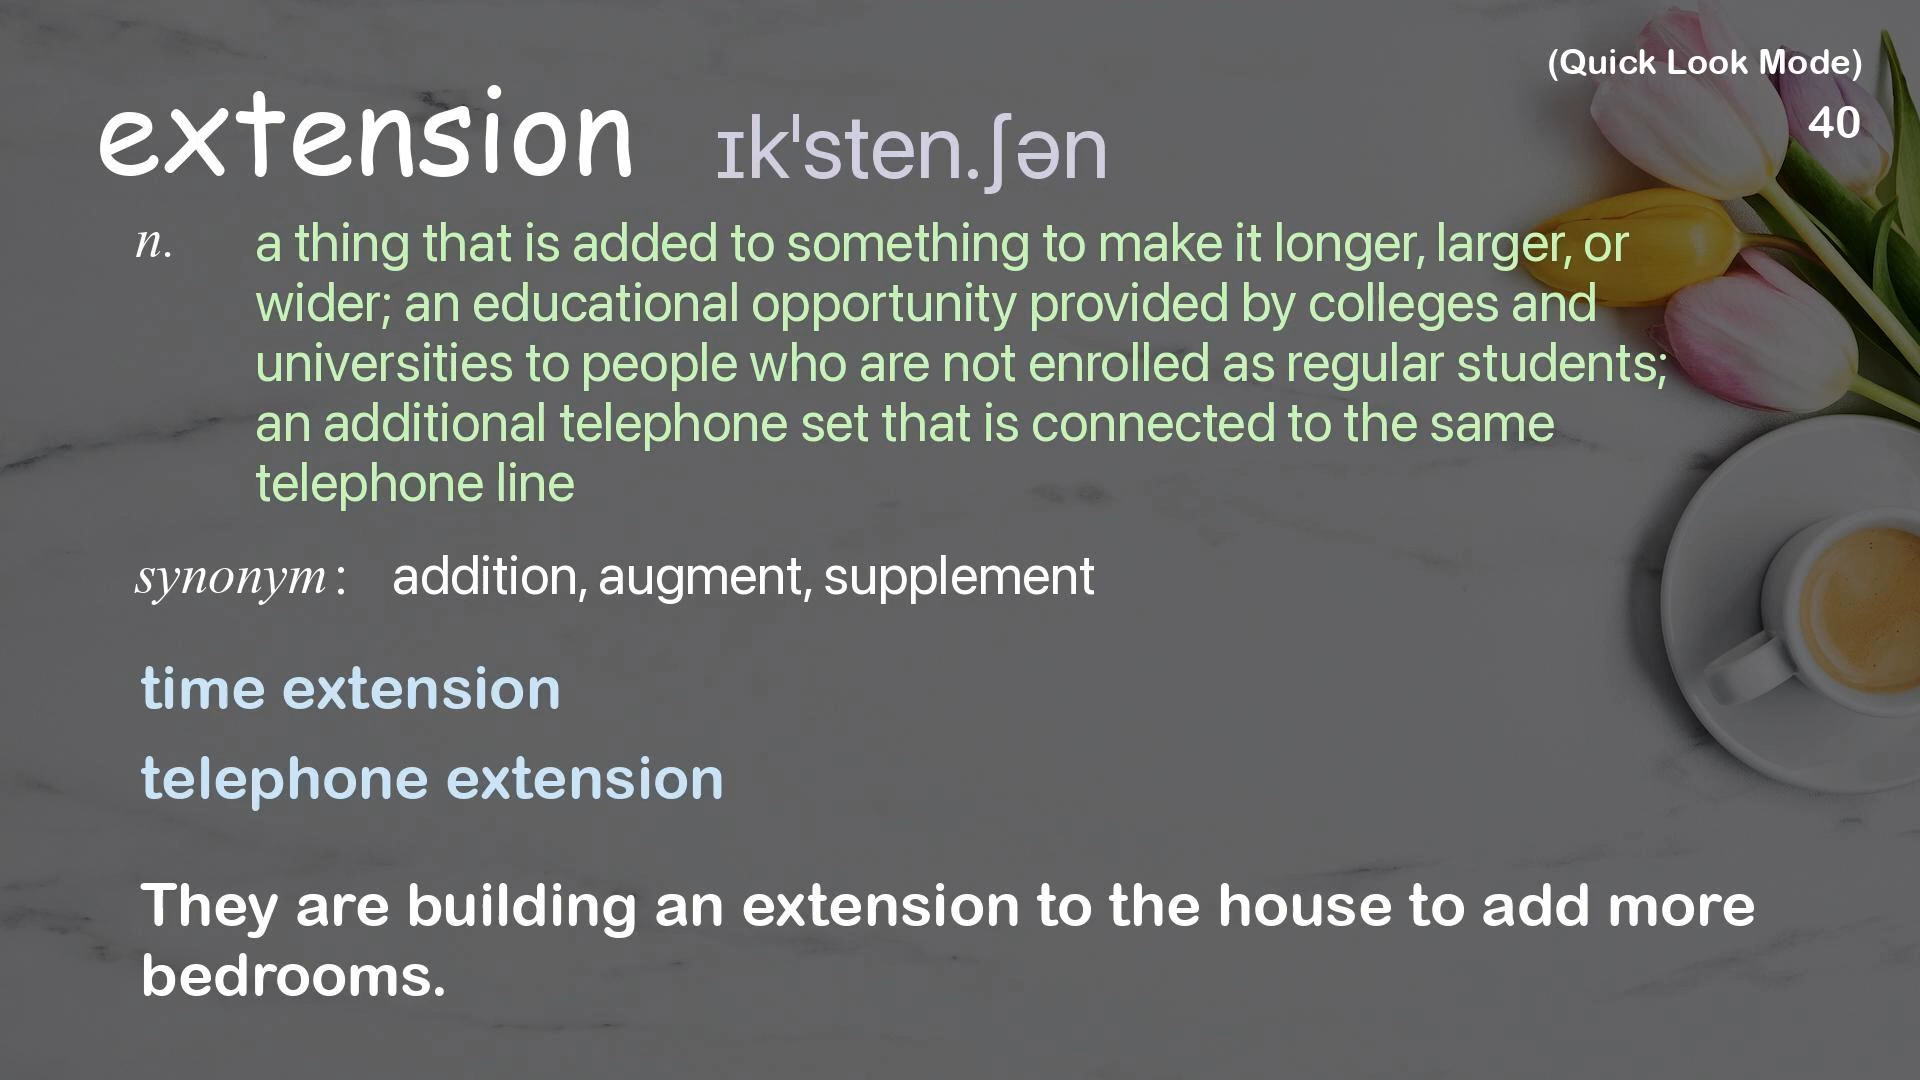 (Quick Look Mode)
40
extension ɪkˈsten.ʃən
n. a thing that is added to something to make it longer, larger, or
wider; an educational opportunity provided by colleges and
universities to people who are not enrolled as regular students;
an additional telephone set that is connected to the same
telephone line
synonym: addition, augment, supplement
time extension
telephone extension
They are building an extension to the house to add more
bedrooms.